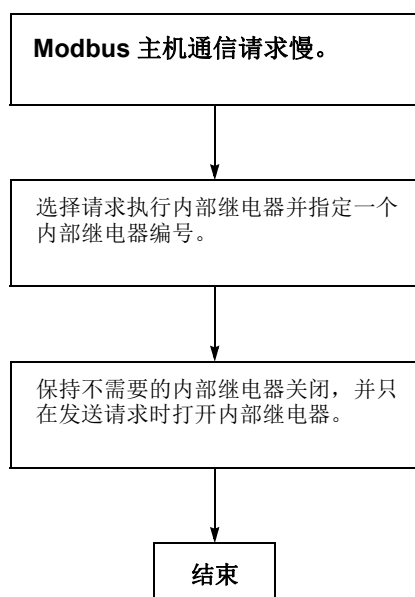 Modbus 主机通信请求慢。
选择请求执行内部继电器并指定一个
内部继电器编号。
保持不需要的内部继电器关闭，并只
在发送请求时打开内部继电器。
结束